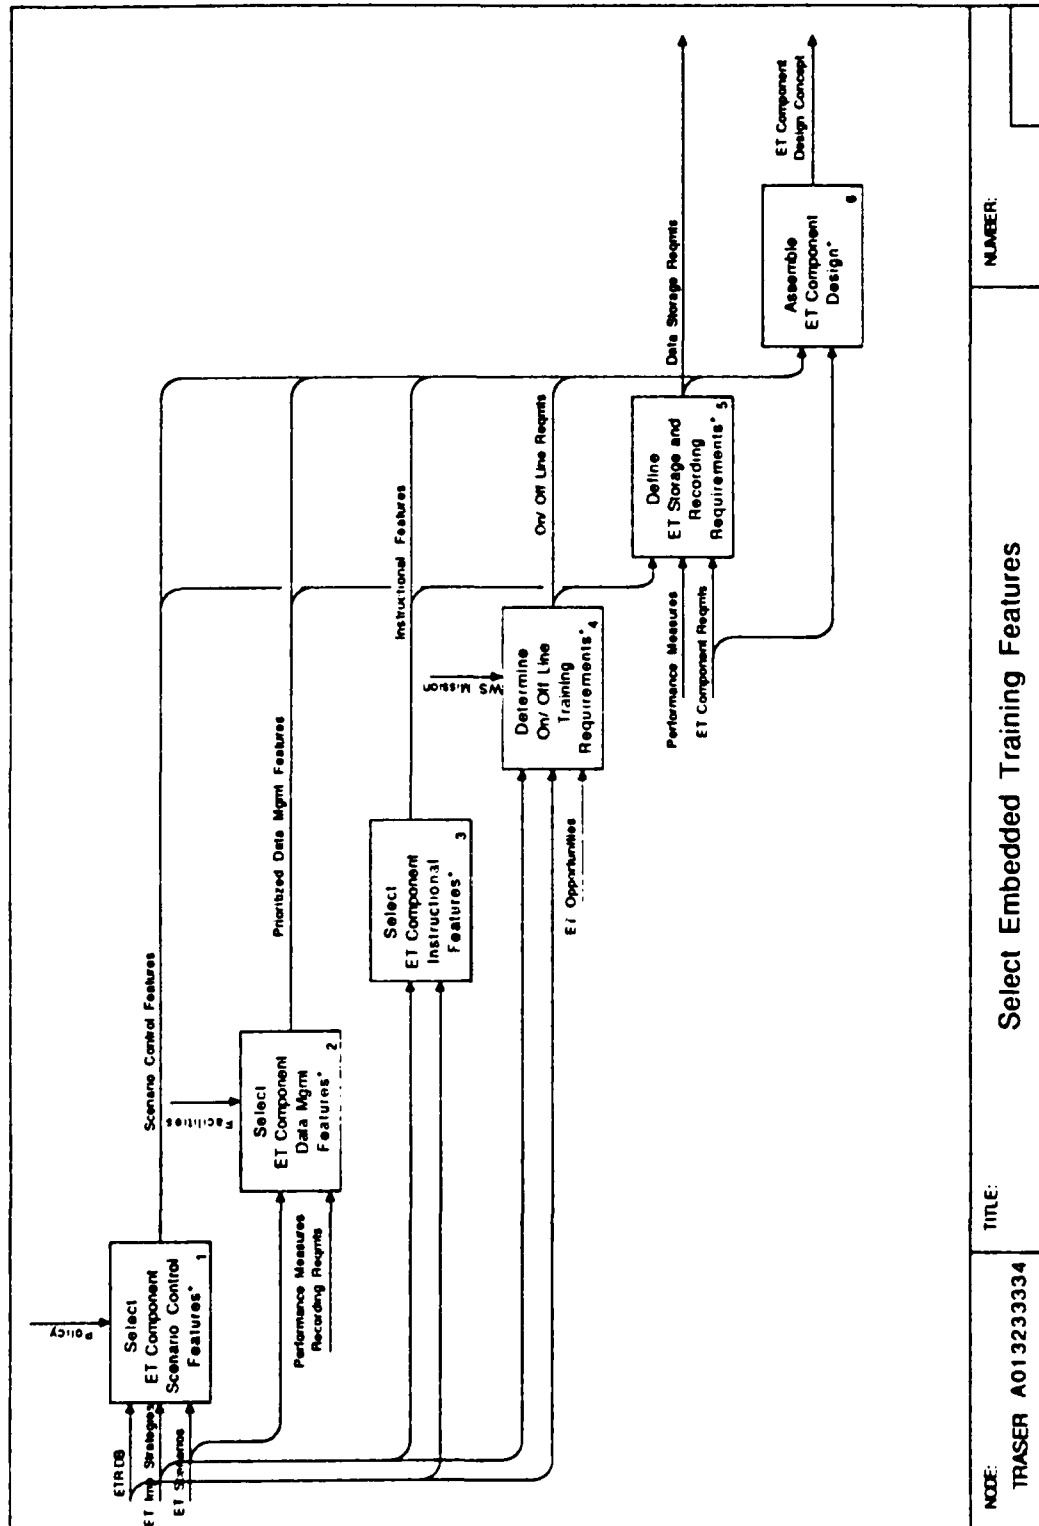 Policy
ETR DB
ET Scenarios
Select
ET Component
Scenario Control
Features*
1
Scenario Control Features
Facilities
Performance Measures
Recording Reqmts
Select
ET Component
Data Mgmt
Features*
2
Prioritized Data Mgmt Features
Select
ET Component
Instructional
Features*
3
Instructional Features
WS Mission
ET Opportunities
Determine
On/ Off Line
Training
Requirements*
4
On/ Off Line Reqmts
Performance Measures
ET Component Reqmts
Define
ET Storage and
Recording
Requirements*
5
Data Storage Reqmts
Assemble
ET Component
Design*
6
ET Component
Design Concept
NODE:
TRASER A013233334
TITLE:
Select Embedded Training Features
NUMBER: